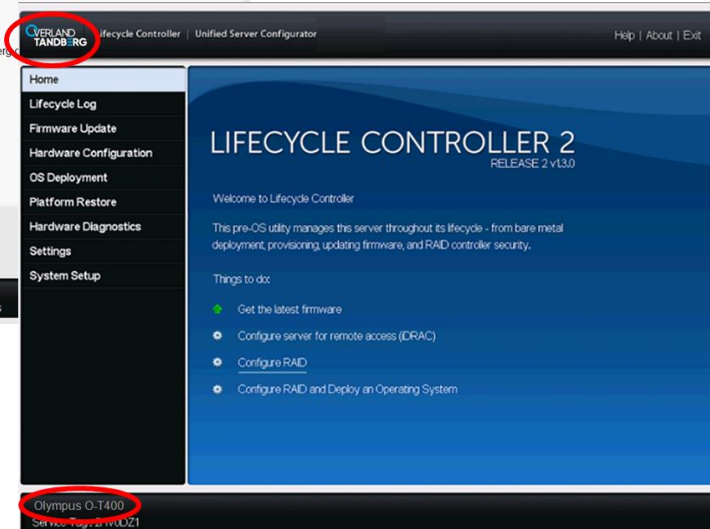 OVERLAND
TANDBERG
ifecycle Controller | Unified Server Configurator
Help | About | Exit
Home
Lifecycle Log
Firmware Update
Hardware Configuration
OS Deployment
Platform Restore
Hardware Diagnostics
Settings
System Setup
LIFECYCLE CONTROLLER 2
RELEASE 2 v1.3.0
Welcome to Lifecycle Controller
This pre-OS utility manages this server throughout its lifecycle - from bare metal
deployment, provisioning, updating firmware, and RAID controller security.
Things to do:
Get the latest firmware
Configure server for remote access (iDRAC)
Configure RAID
Configure RAID and Deploy an Operating System
Olympus O-T400
Service Tag: